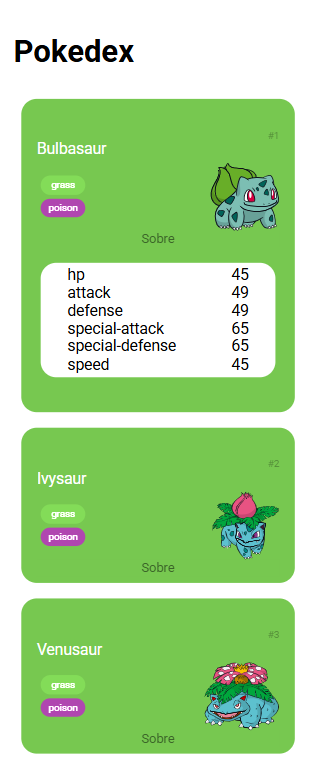 Pokedex
#1
Bulbasaur
grass
poison
Sobre
hp 45
attack 49
defense 49
special-attack 65
special-defense 65
speed 45
#2
Ivysaur
grass
poison
Sobre
#3
Venusaur
grass
poison
Sobre